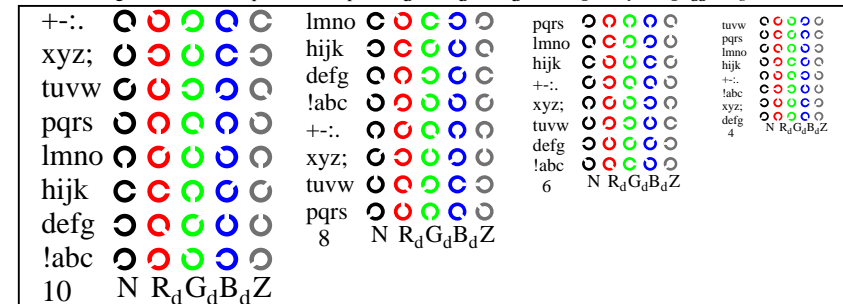 +-:.
xyz;
tuvw
pqrs
lmno
hijk
defg
!abc
10 N RdGdBdZ
lmno
hijk
defg
!abc
+-:.
xyz;
tuvw
pqrs
8 N RdGdBdZ
pqrs
lmno
hijk
+-:.
xyz;
tuvw
defg
!abc
6 N RdGdBdZ
tuvw
pqrs
lmno
hijk
+-:.
!abc
xyz;
defg
4 N RdGdBdZ